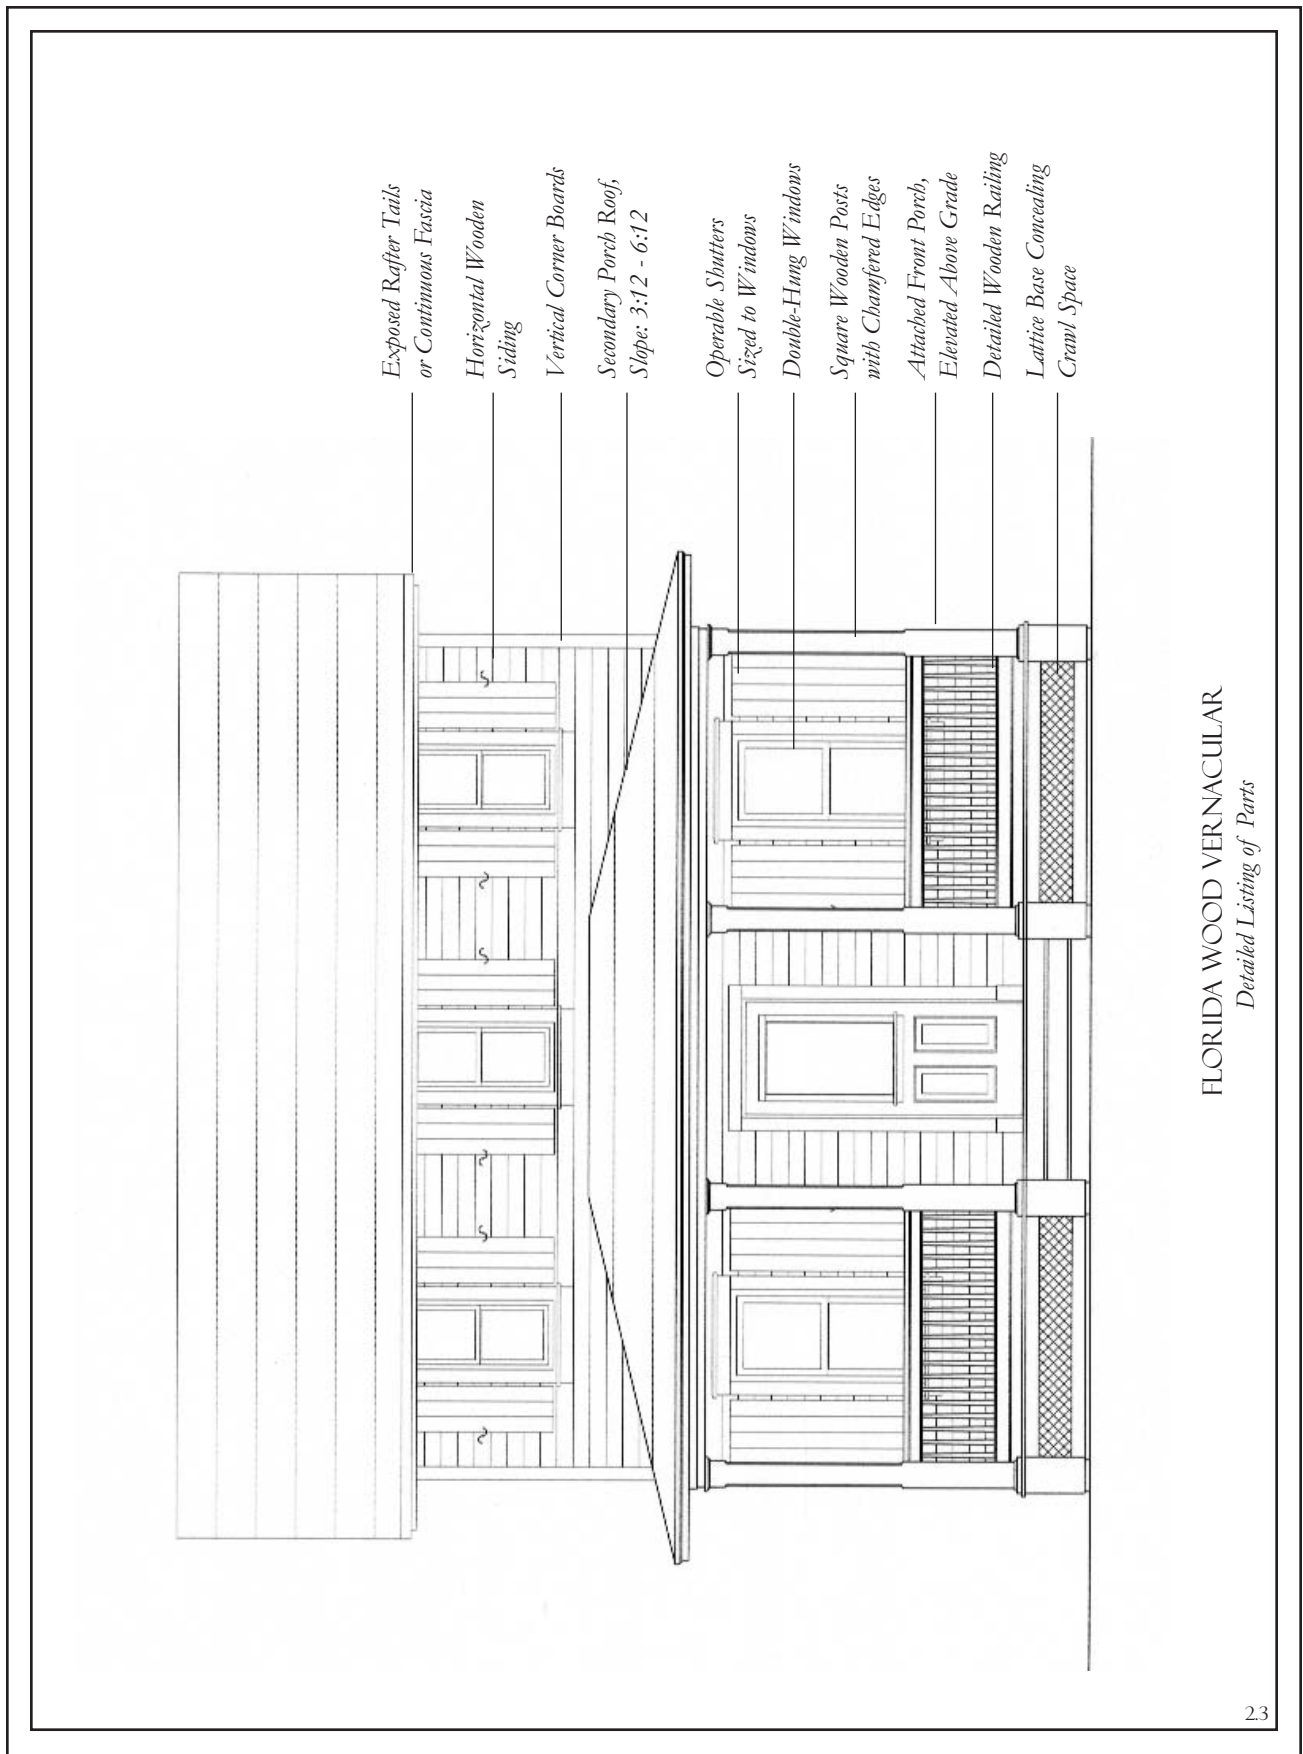 Exposed Rafter Tails
or Continuous Fascia
Horizontal Wooden
Siding
Vertical Corner Boards
Secondary Porch Roof,
Slope: 3:12 - 6:12
Operable Shutters
Sized to Windows
Double-Hung Windows
Square Wooden Posts
with Chamfered Edges
Attached Front Porch,
Elevated Above Grade
Detailed Wooden Railing
Lattice Base Concealing
Crawl Space
FLORIDA WOOD VERNACULAR
Detailed Listing of Parts
2.3